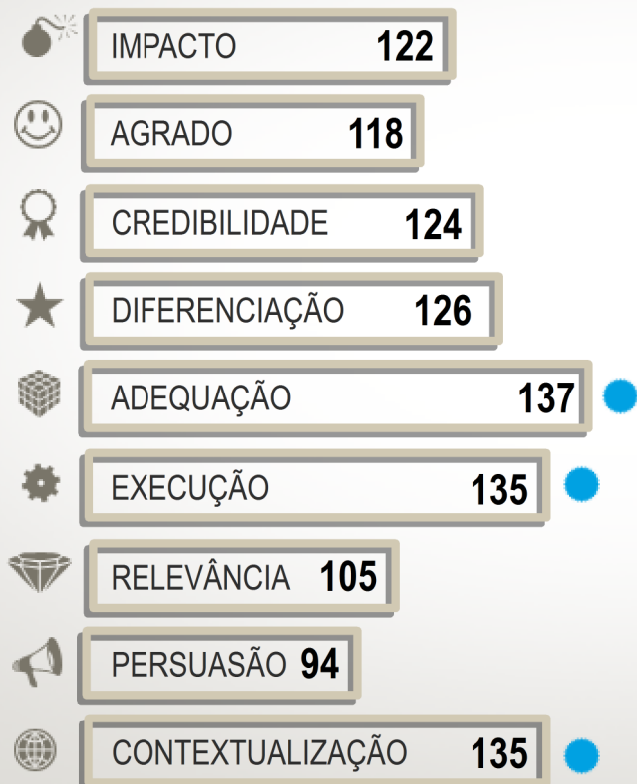 IMPACTO 122
AGRADO 118
CREDIBILIDADE 124
DIFERENCIAÇÃO 126
ADEQUAÇÃO 137
EXECUÇÃO 135
RELEVÂNCIA 105
PERSUASÃO 94
CONTEXTUALIZAÇÃO 135